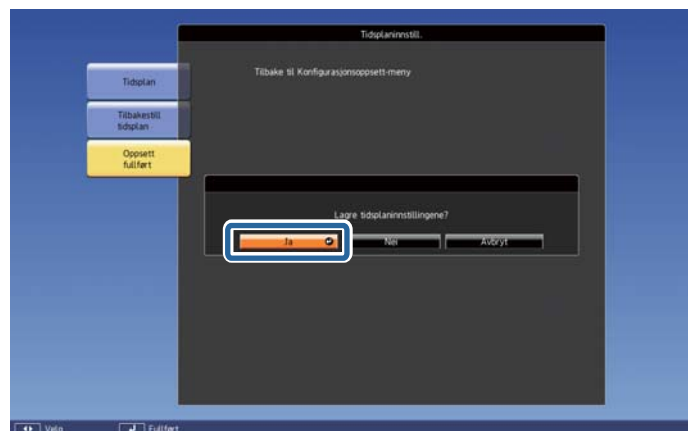 Tidsplaninnstill.
Tilbake til Konfigurasjonsoppsett-meny
Tidsplan
Tilbakestill
tidsplan
Oppsett
fullført
Lagre tidsplaninnstillingene?
Ja
Nei
Avbryt
Velg
Fullført